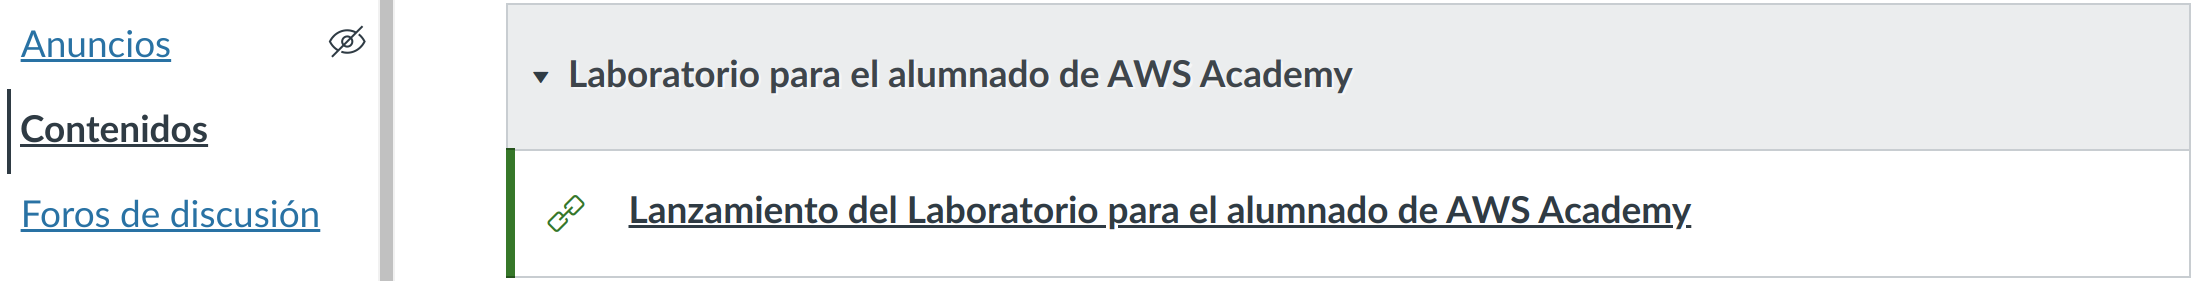 Anuncios
Contenidos
Foros de discusión
Laboratorio para el alumnado de AWS Academy
Lanzamiento del Laboratorio para el alumnado de AWS Academy